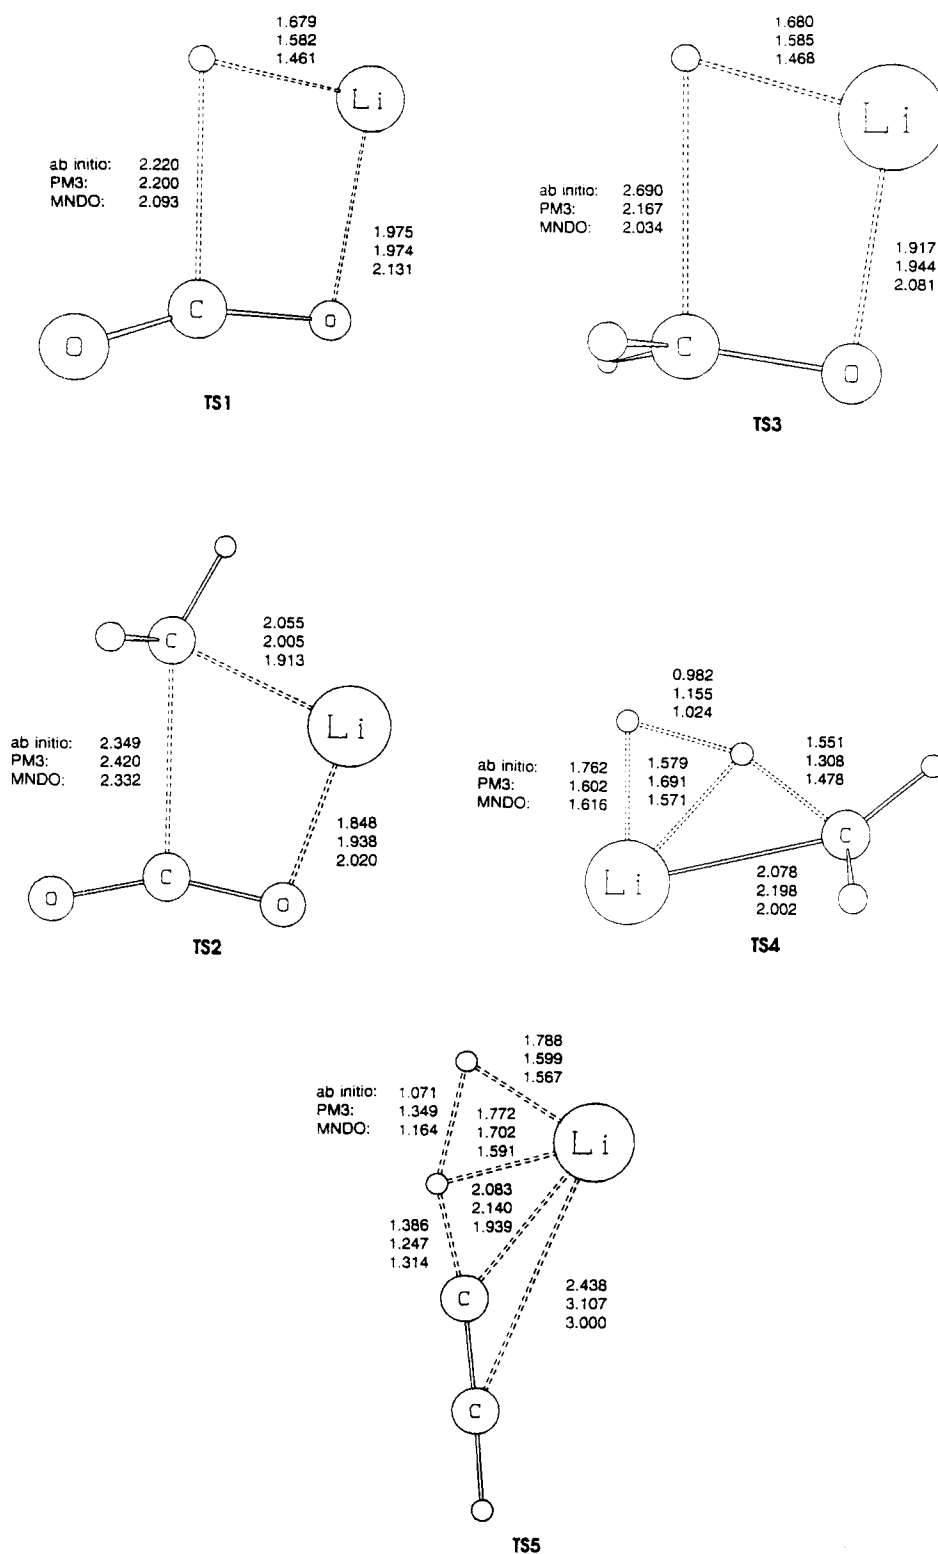 1.679
1.582
1.461
Li
ab initio: 2.220
PM3: 2.200
MNDO: 2.093
1.975
1.974
2.131
C
O
O
TS1
1.680
1.585
1.468
Li
ab initio: 2.690
PM3: 2.167
MNDO: 2.034
1.917
1.944
2.081
C
O
TS3
C
2.055
2.005
1.913
Li
ab initio: 2.349
PM3: 2.420
MNDO: 2.332
1.848
1.938
2.020
O
C
O
TS2
0.982
1.155
1.024
ab initio: 1.762
PM3: 1.602
MNDO: 1.616
1.579
1.691
1.571
1.551
1.308
1.478
C
Li
2.078
2.198
2.002
TS4
1.788
1.599
1.567
ab initio: 1.071
PM3: 1.349
MNDO: 1.164
1.772
1.702
1.591
Li
2.083
2.140
1.939
1.386
1.247
1.314
C
2.438
3.107
3.000
C
TS5